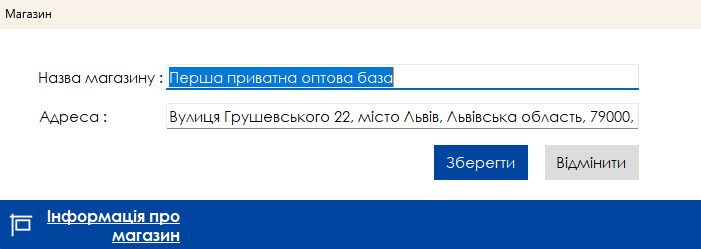 Магазин
Назва магазину : Перша приватна оптова база
Адреса : Вулиця Грушевського 22, місто Львів, Львівська область, 79000,
Зберегти Відмінити
Інформація про
магазин